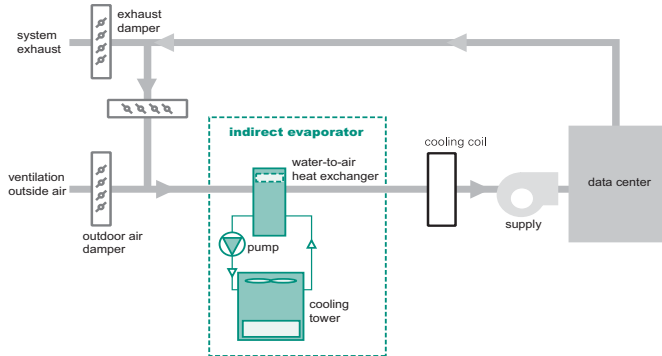 exhaust
damper
system
exhaust
indirect evaporator
water-to-air
heat exchanger
cooling coil
ventilation
outside air
data center
outdoor air
damper
pump
supply
cooling
tower